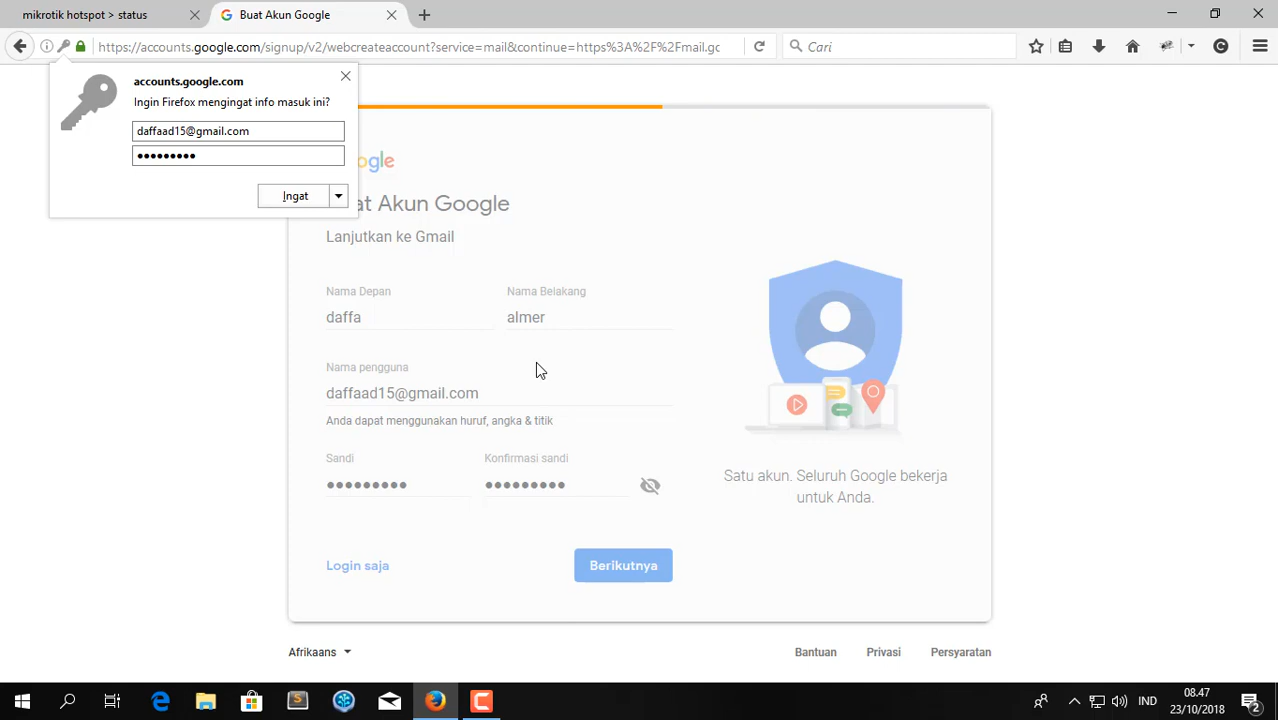 mikrotik hotspot > status
Buat Akun Google
https://accounts.google.com/signup/v2/webcreateaccount?service=mail&continue=https%3A%2F%2Fmail.gc
Cari
accounts.google.com
Ingin Firefox mengingat info masuk ini?
daffaad15@gmail.com
•••••••••
Ingat
ogle
at Akun Google
Lanjutkan ke Gmail
Nama Depan
Nama Belakang
daffa
almer
Nama pengguna
daffaad15@gmail.com
Anda dapat menggunakan huruf, angka & titik
Sandi
Konfirmasi sandi
•••••••••
•••••••••
Satu akun. Seluruh Google bekerja
untuk Anda.
Login saja
Berikutnya
Afrikaans
Bantuan
Privasi
Persyaratan
IND
08.47
23/10/2018
2